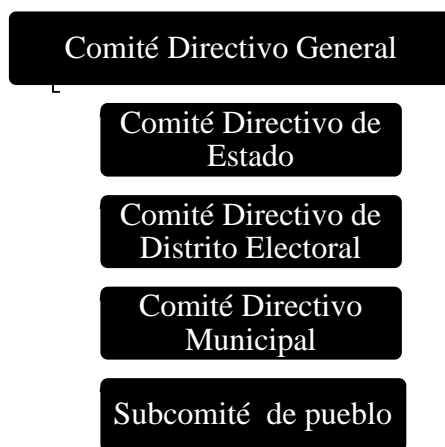 Comité Directivo General
Comité Directivo de
Estado
Comité Directivo de
Distrito Electoral
Comité Directivo
Municipal
Subcomité de pueblo